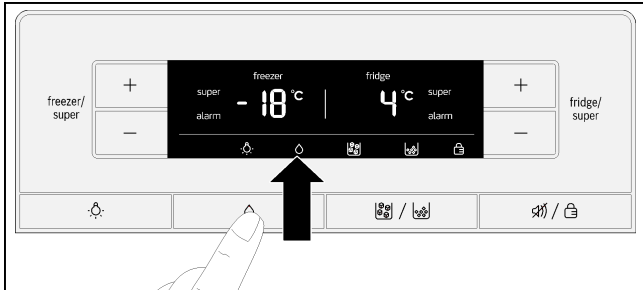 freezer/
super
+
−
freezer
super
alarm
-18°C
fridge
4°C
super
alarm
+
−
fridge/
super
/
/